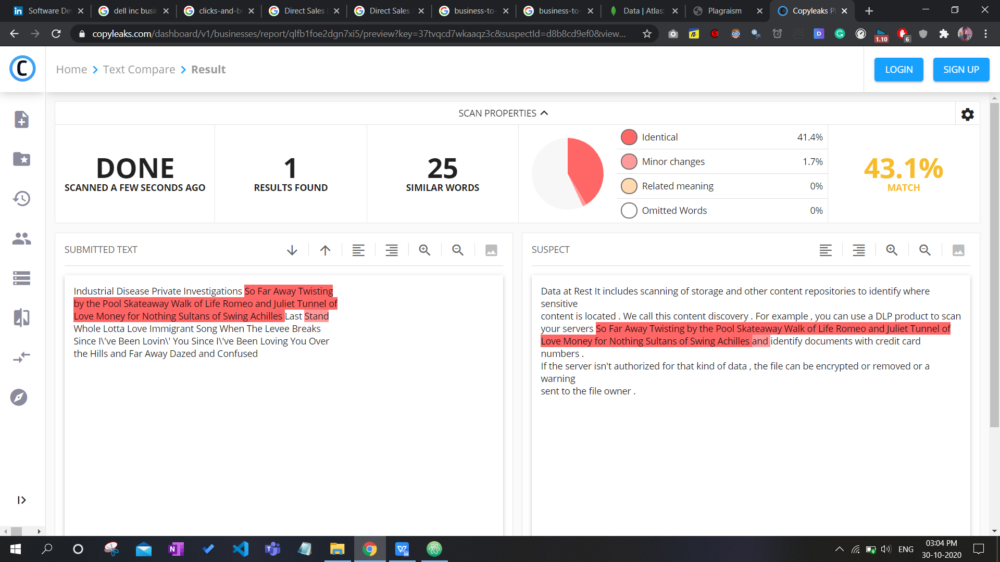 Software De
dell inc busi
clicks-and-b
Direct Sales
Direct Sales
business-to-
business-to-
Data | Atlas:
Plagraism
Copyleaks Pl
copyleaks.com/dashboard/v1/businesses/report/qlfb1foe2dgn7xi5/preview?key=37tvqcd7wkaaqz3c&suspectId=d8b8cd9ef0&view...
1.10
6
C
Home > Text Compare > Result
LOGIN
SIGN UP
SCAN PROPERTIES
DONE
SCANNED A FEW SECONDS AGO
1
RESULTS FOUND
25
SIMILAR WORDS
Identical 41.4%
Minor changes 1.7%
Related meaning 0%
Omitted Words 0%
43.1%
MATCH
SUBMITTED TEXT
Industrial Disease Private Investigations So Far Away Twisting
by the Pool Skateaway Walk of Life Romeo and Juliet Tunnel of
Love Money for Nothing Sultans of Swing Achilles Last Stand
Whole Lotta Love Immigrant Song When The Levee Breaks
Since I\'ve Been Lovin\' You Since I\'ve Been Loving You Over
the Hills and Far Away Dazed and Confused
SUSPECT
Data at Rest It includes scanning of storage and other content repositories to identify where
sensitive
content is located . We call this content discovery . For example , you can use a DLP product to scan
your servers So Far Away Twisting by the Pool Skateaway Walk of Life Romeo and Juliet Tunnel of
Love Money for Nothing Sultans of Swing Achilles and identify documents with credit card
numbers .
If the server isn't authorized for that kind of data , the file can be encrypted or removed or a
warning
sent to the file owner .
ENG
03:04 PM
30-10-2020